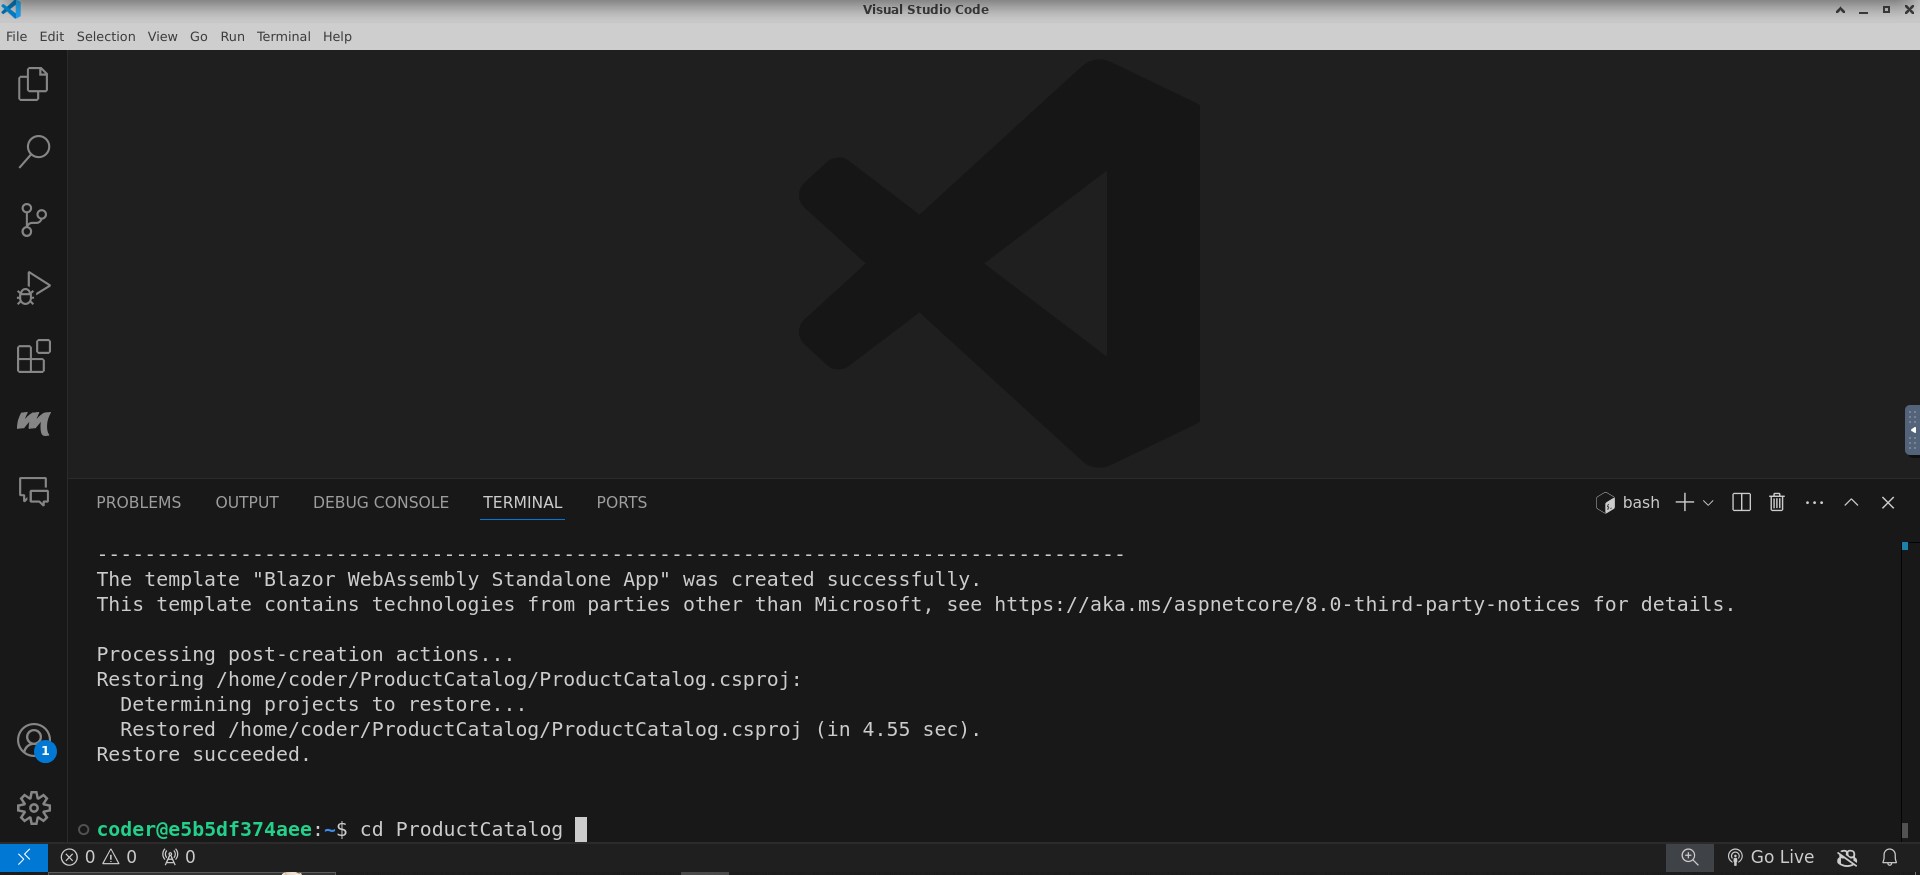 Visual Studio Code
File Edit Selection View Go Run Terminal Help
PROBLEMS OUTPUT DEBUG CONSOLE TERMINAL PORTS bash
--------------------------------------------------------------------------------------
The template "Blazor WebAssembly Standalone App" was created successfully.
This template contains technologies from parties other than Microsoft, see https://aka.ms/aspnetcore/8.0-third-party-notices for details.
Processing post-creation actions...
Restoring /home/coder/ProductCatalog/ProductCatalog.csproj:
Determining projects to restore...
Restored /home/coder/ProductCatalog/ProductCatalog.csproj (in 4.55 sec).
Restore succeeded.
1
coder@e5b5df374aee:~$ cd ProductCatalog
0 0 0 Go Live